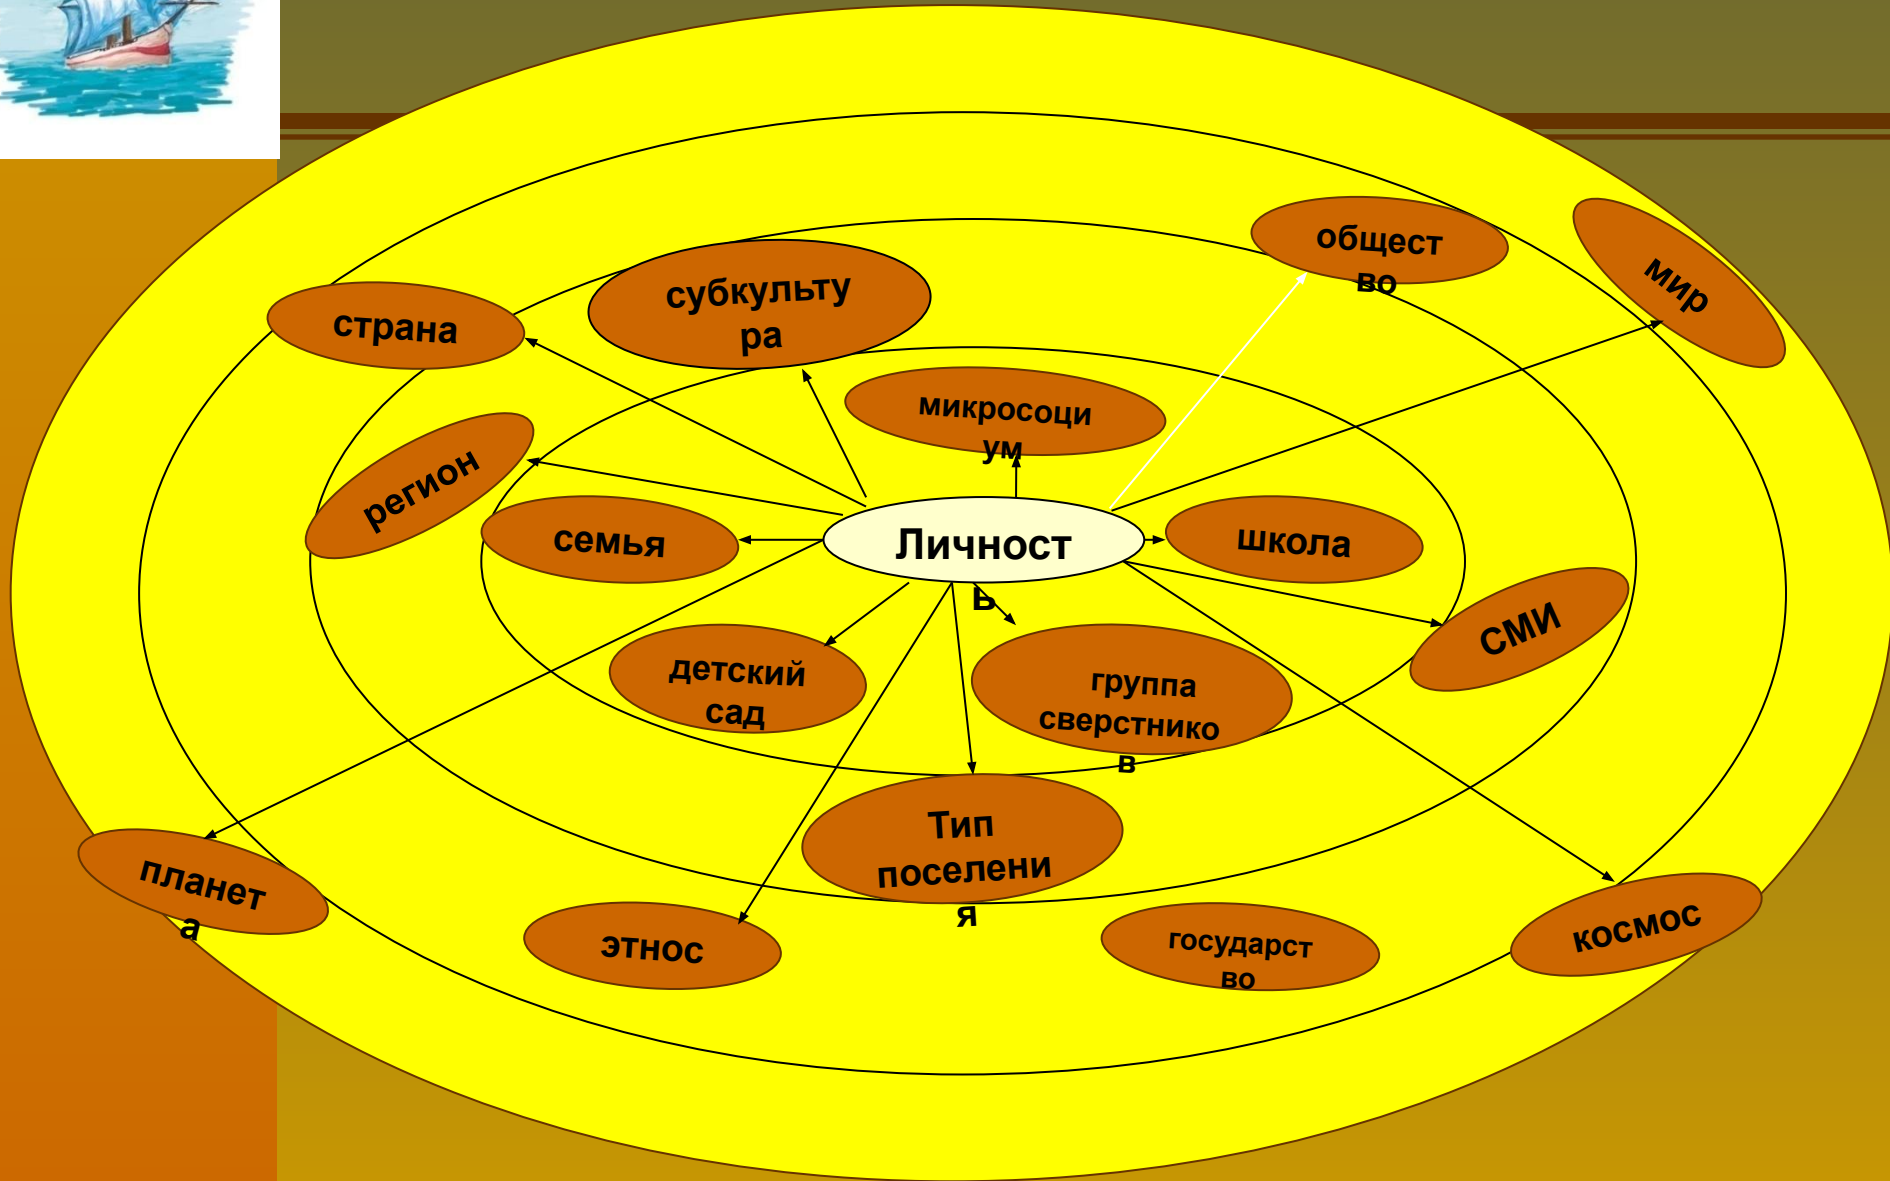 общест
во
мир
субкульту
ра
страна
микросоци
ум
регион
семья
Личност
ь
школа
СМИ
детский
сад
группа
сверстнико
в
Тип
поселени
я
планет
а
этнос
государст
во
космос